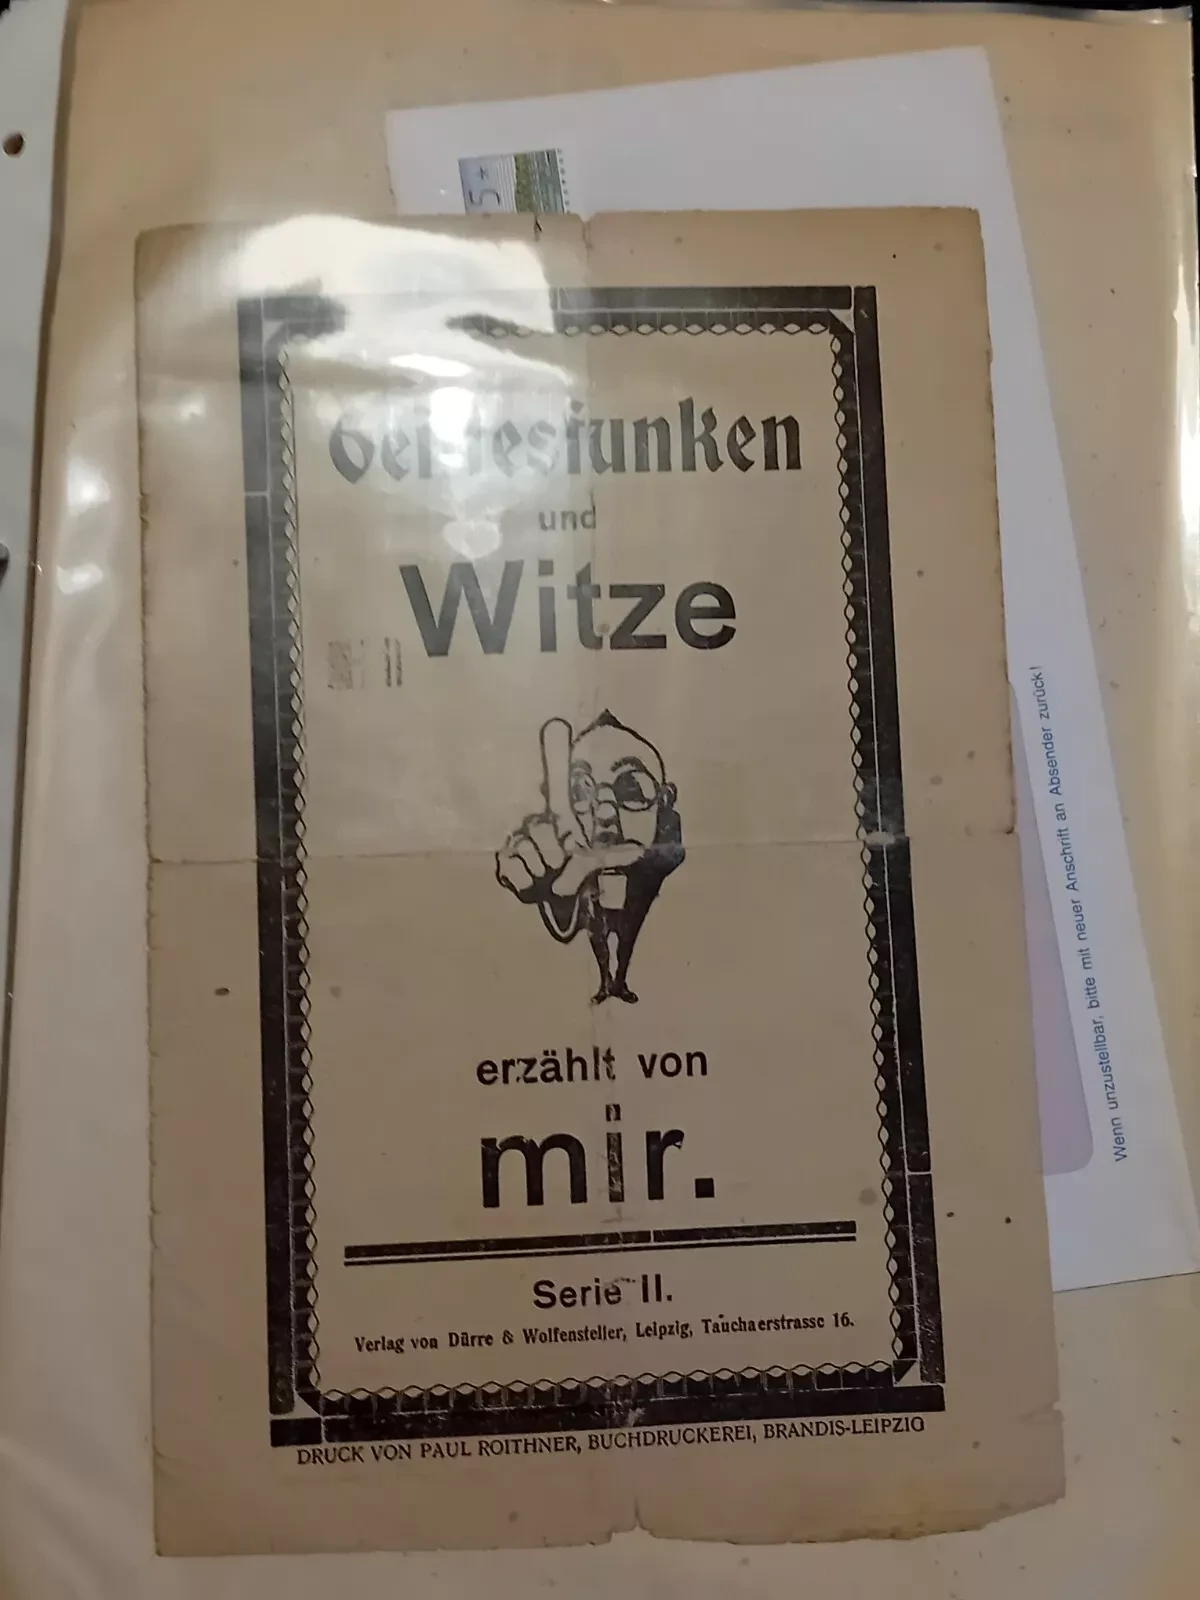 Geistesfunken
und
Witze
erzählt von
mir.
Serie II.
Verlag von Dürre & Wolfensteller, Leipzig, Tauchaerstrasse 16.
DRUCK VON PAUL ROITHNER, BUCHDRUCKEREI, BRANDIS-LEIPZIG
Wenn unzustellbar, bitte mit neuer Anschrift an Absender zurück!